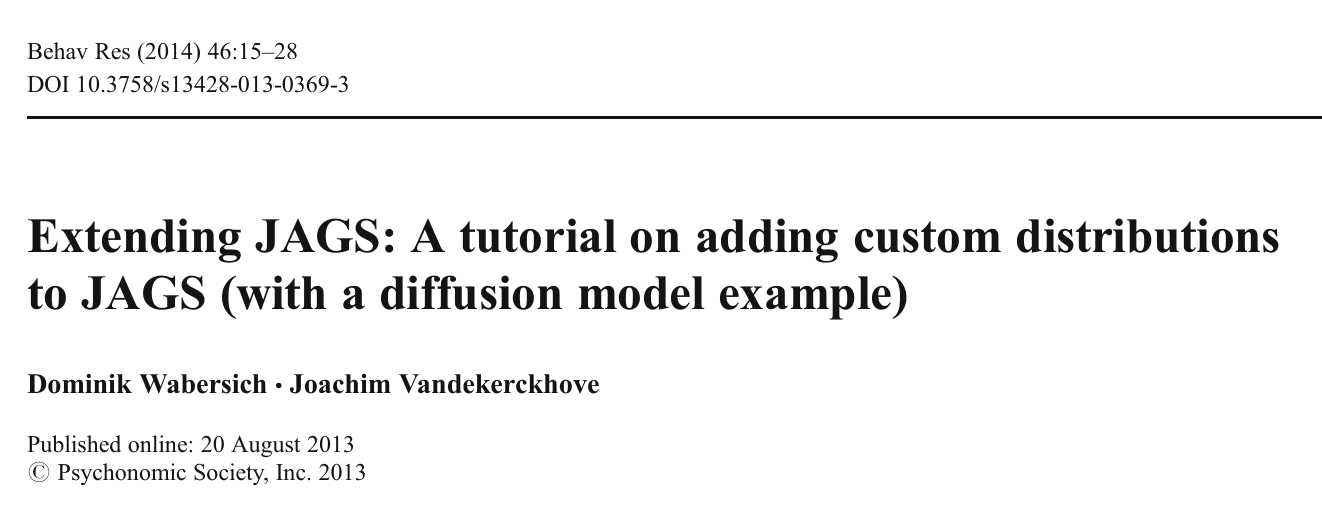 Behav Res (2014) 46:15–28
DOI 10.3758/s13428-013-0369-3
Extending JAGS: A tutorial on adding custom distributions
to JAGS (with a diffusion model example)
Dominik Wabersich · Joachim Vandekerckhove
Published online: 20 August 2013
© Psychonomic Society, Inc. 2013